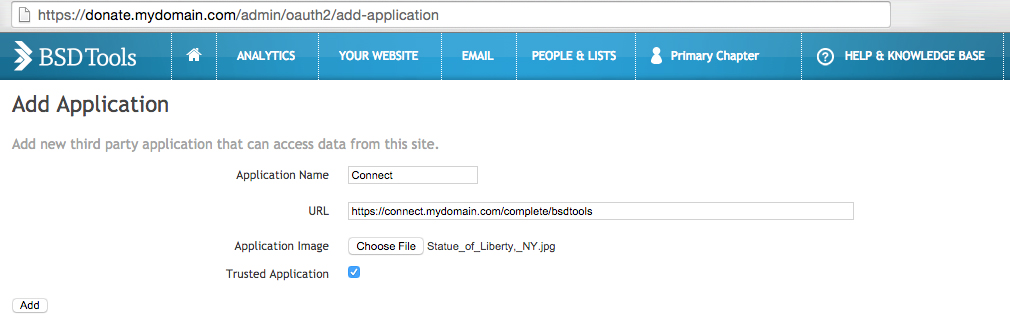 https://donate.mydomain.com/admin/oauth2/add-application
BSD Tools ANALYTICS YOUR WEBSITE EMAIL PEOPLE & LISTS Primary Chapter HELP & KNOWLEDGE BASE
Add Application
Add new third party application that can access data from this site.
Application Name Connect
URL https://connect.mydomain.com/complete/bsdtools
Application Image Choose File Statue_of_Liberty,_NY.jpg
Trusted Application
Add